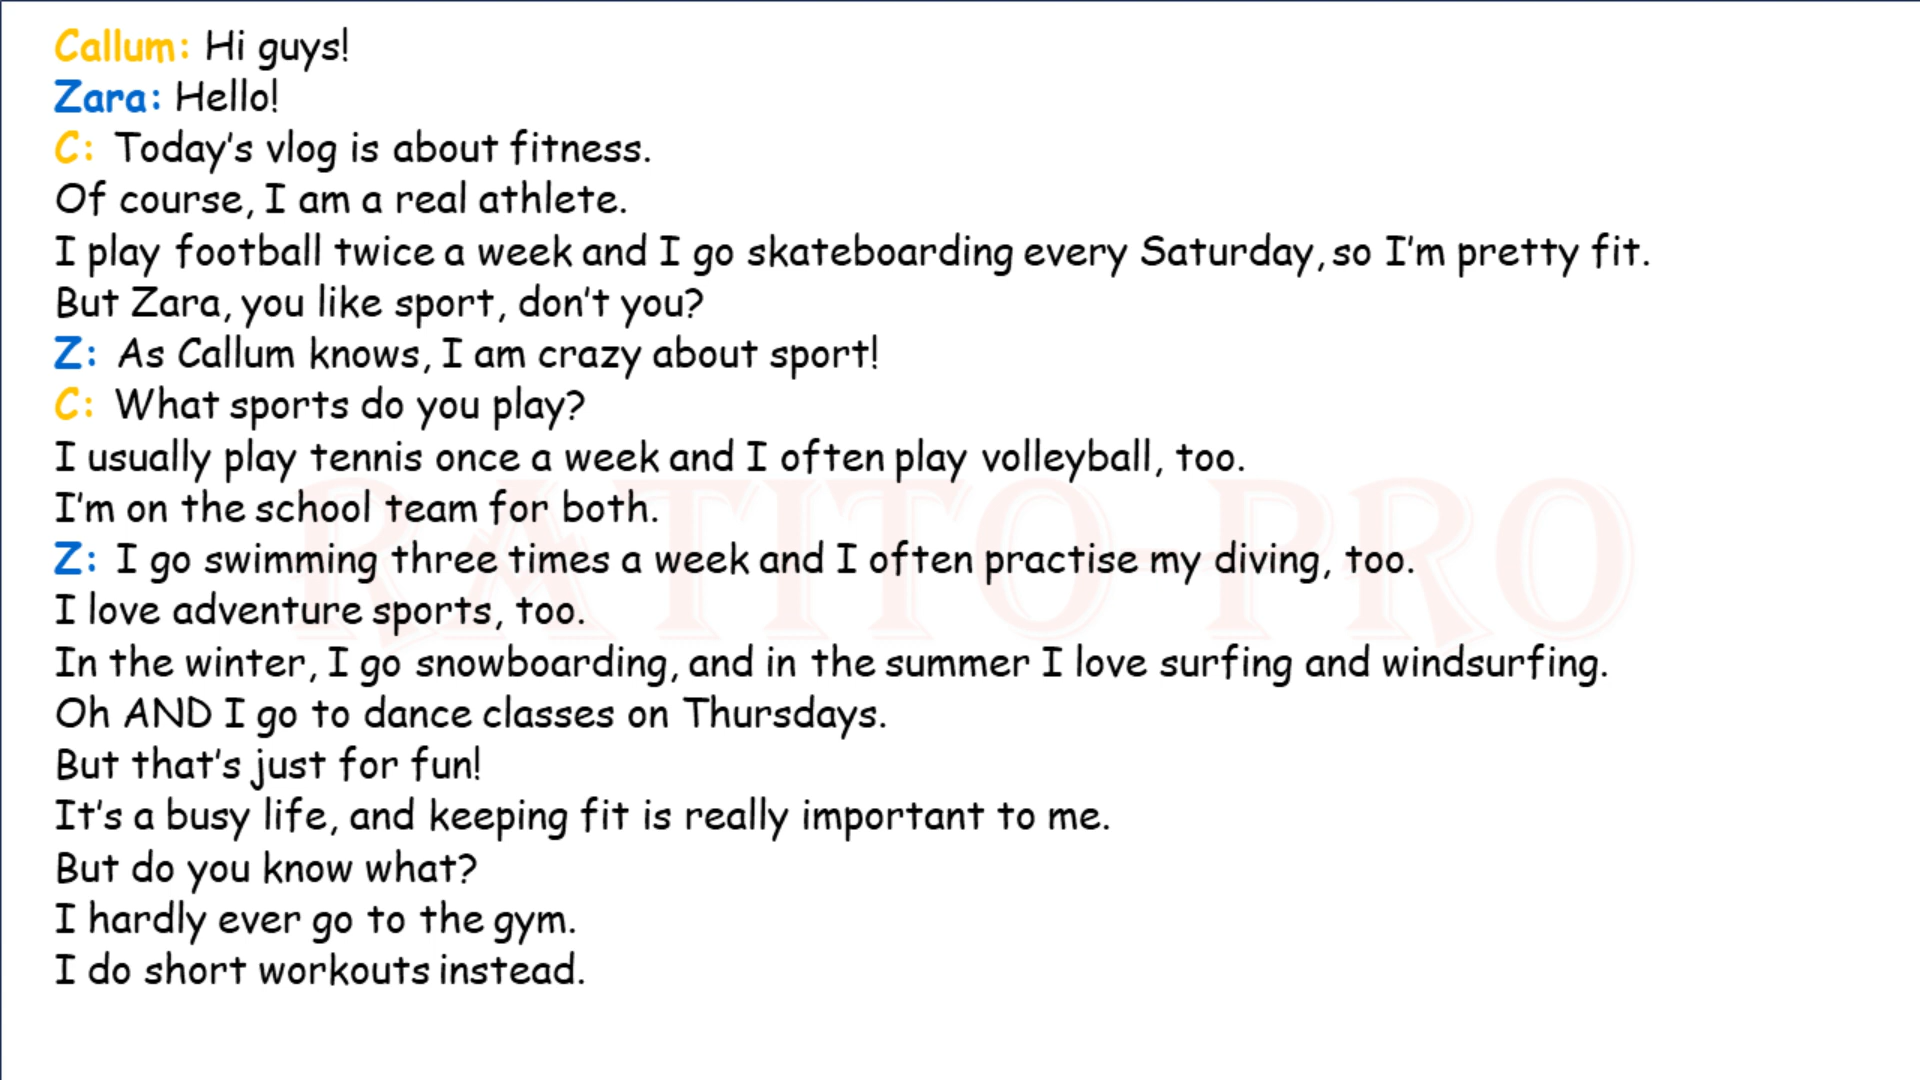 Callum: Hi guys!
Zara: Hello!
C: Today's vlog is about fitness.
Of course, I am a real athlete.
I play football twice a week and I go skateboarding every Saturday, so I'm pretty fit.
But Zara, you like sport, don't you?
Z: As Callum knows, I am crazy about sport!
C: What sports do you play?
I usually play tennis once a week and I often play volleyball, too.
I'm on the school team for both.
Z: I go swimming three times a week and I often practise my diving, too.
I love adventure sports, too.
In the winter, I go snowboarding, and in the summer I love surfing and windsurfing.
Oh AND I go to dance classes on Thursdays.
But that's just for fun!
It's a busy life, and keeping fit is really important to me.
But do you know what?
I hardly ever go to the gym.
I do short workouts instead.
RATITO-PRO